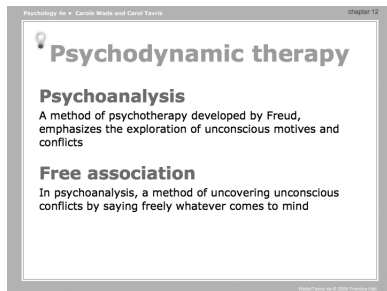 Psychology 4e • Carole Wade and Carol Tavris
chapter 12
Psychodynamic therapy
Psychoanalysis
A method of psychotherapy developed by Freud,
emphasizes the exploration of unconscious motives and
conflicts
Free association
In psychoanalysis, a method of uncovering unconscious
conflicts by saying freely whatever comes to mind